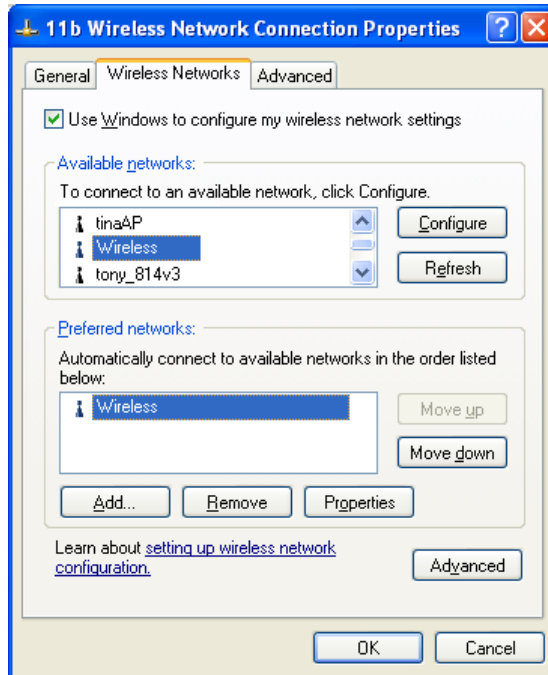 11b Wireless Network Connection Properties
General Wireless Networks Advanced
Use Windows to configure my wireless network settings
Available networks:
To connect to an available network, click Configure.
tinaAP
Configure
Wireless
tony_814v3
Refresh
Preferred networks:
Automatically connect to available networks in the order listed
below:
Wireless
Move up
Move down
Add... Remove Properties
Learn about setting up wireless network
configuration.
Advanced
OK Cancel